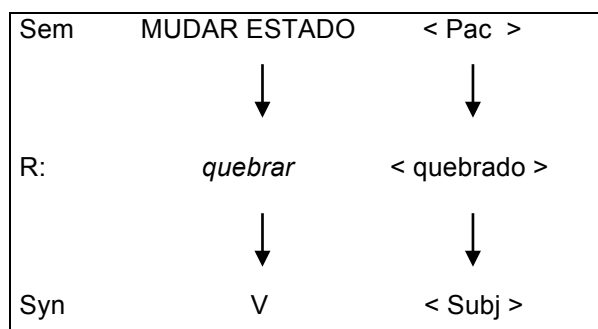 Sem MUDAR ESTADO < Pac >
R: quebrar < quebrado >
Syn V < Subj >